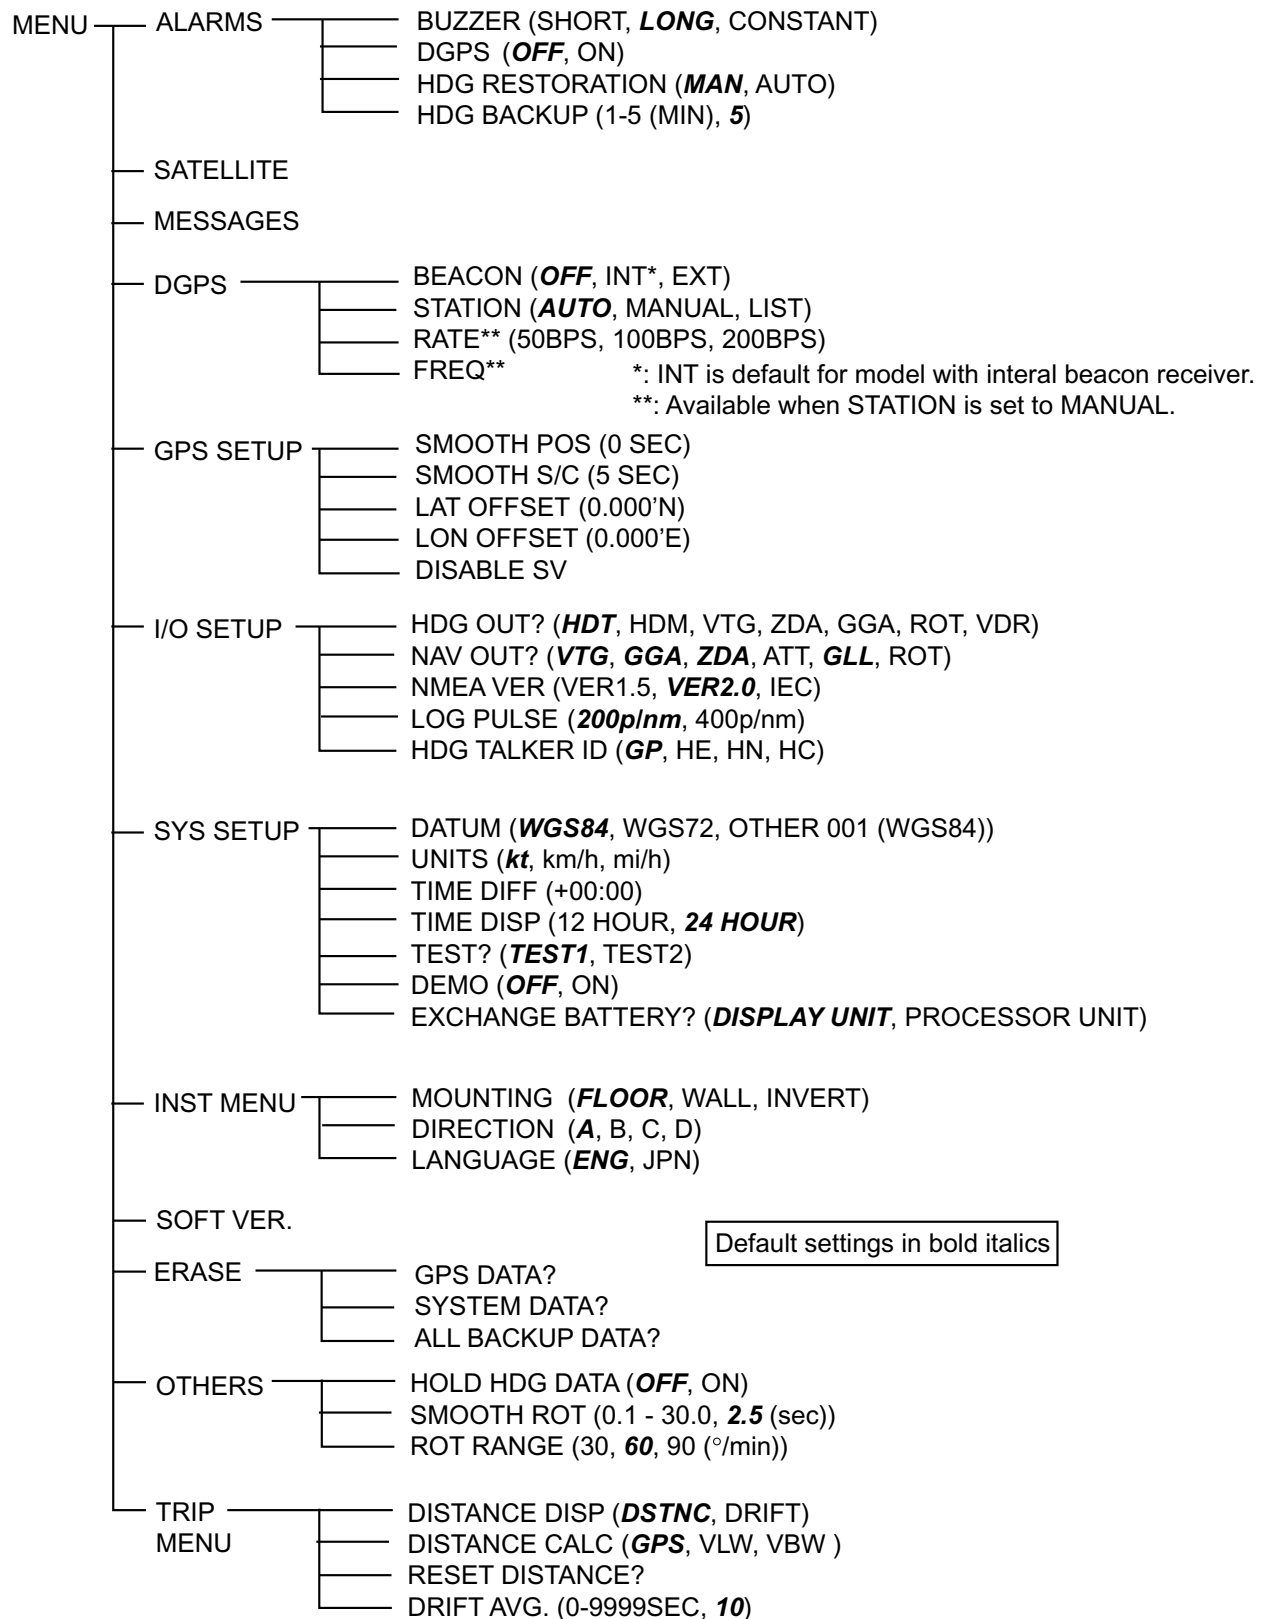 MENU
ALARMS
BUZZER (SHORT, LONG, CONSTANT)
DGPS (OFF, ON)
HDG RESTORATION (MAN, AUTO)
HDG BACKUP (1-5 (MIN), 5)
SATELLITE
MESSAGES
DGPS
BEACON (OFF, INT*, EXT)
STATION (AUTO, MANUAL, LIST)
RATE** (50BPS, 100BPS, 200BPS)
FREQ**
*: INT is default for model with interal beacon receiver.
**: Available when STATION is set to MANUAL.
GPS SETUP
SMOOTH POS (0 SEC)
SMOOTH S/C (5 SEC)
LAT OFFSET (0.000’N)
LON OFFSET (0.000’E)
DISABLE SV
I/O SETUP
HDG OUT? (HDT, HDM, VTG, ZDA, GGA, ROT, VDR)
NAV OUT? (VTG, GGA, ZDA, ATT, GLL, ROT)
NMEA VER (VER1.5, VER2.0, IEC)
LOG PULSE (200p/nm, 400p/nm)
HDG TALKER ID (GP, HE, HN, HC)
SYS SETUP
DATUM (WGS84, WGS72, OTHER 001 (WGS84))
UNITS (kt, km/h, mi/h)
TIME DIFF (+00:00)
TIME DISP (12 HOUR, 24 HOUR)
TEST? (TEST1, TEST2)
DEMO (OFF, ON)
EXCHANGE BATTERY? (DISPLAY UNIT, PROCESSOR UNIT)
INST MENU
MOUNTING (FLOOR, WALL, INVERT)
DIRECTION (A, B, C, D)
LANGUAGE (ENG, JPN)
SOFT VER.
Default settings in bold italics
ERASE
GPS DATA?
SYSTEM DATA?
ALL BACKUP DATA?
OTHERS
HOLD HDG DATA (OFF, ON)
SMOOTH ROT (0.1 - 30.0, 2.5 (sec))
ROT RANGE (30, 60, 90 (°/min))
TRIP
MENU
DISTANCE DISP (DSTNC, DRIFT)
DISTANCE CALC (GPS, VLW, VBW )
RESET DISTANCE?
DRIFT AVG. (0-9999SEC, 10)